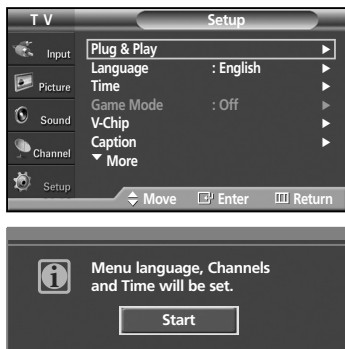 T V Setup
Input
Picture
Sound
Channel
Setup
Plug & Play ►
Language : English ►
Time ►
Game Mode : Off ►
V-Chip ►
Caption ►
▼ More
Move Enter Return
Menu language, Channels
and Time will be set.
Start